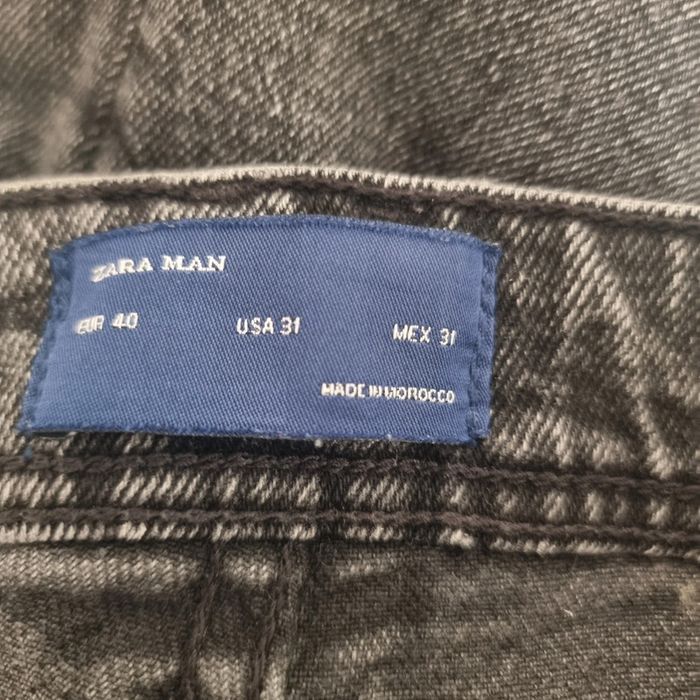 ZARA MAN
EUR 40 USA 31 MEX 31
MADE IN MOROCCO